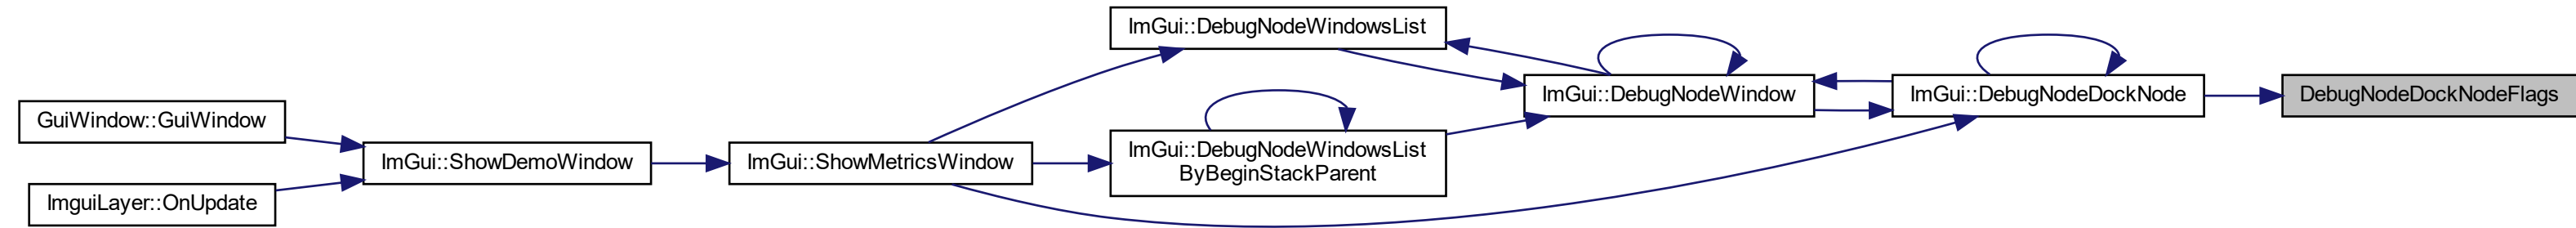 GuiWindow::GuiWindow
ImguiLayer::OnUpdate
ImGui::ShowDemoWindow
ImGui::ShowMetricsWindow
ImGui::DebugNodeWindowsList
ImGui::DebugNodeWindowsList
ByBeginStackParent
ImGui::DebugNodeWindow
ImGui::DebugNodeDockNode
DebugNodeDockNodeFlags